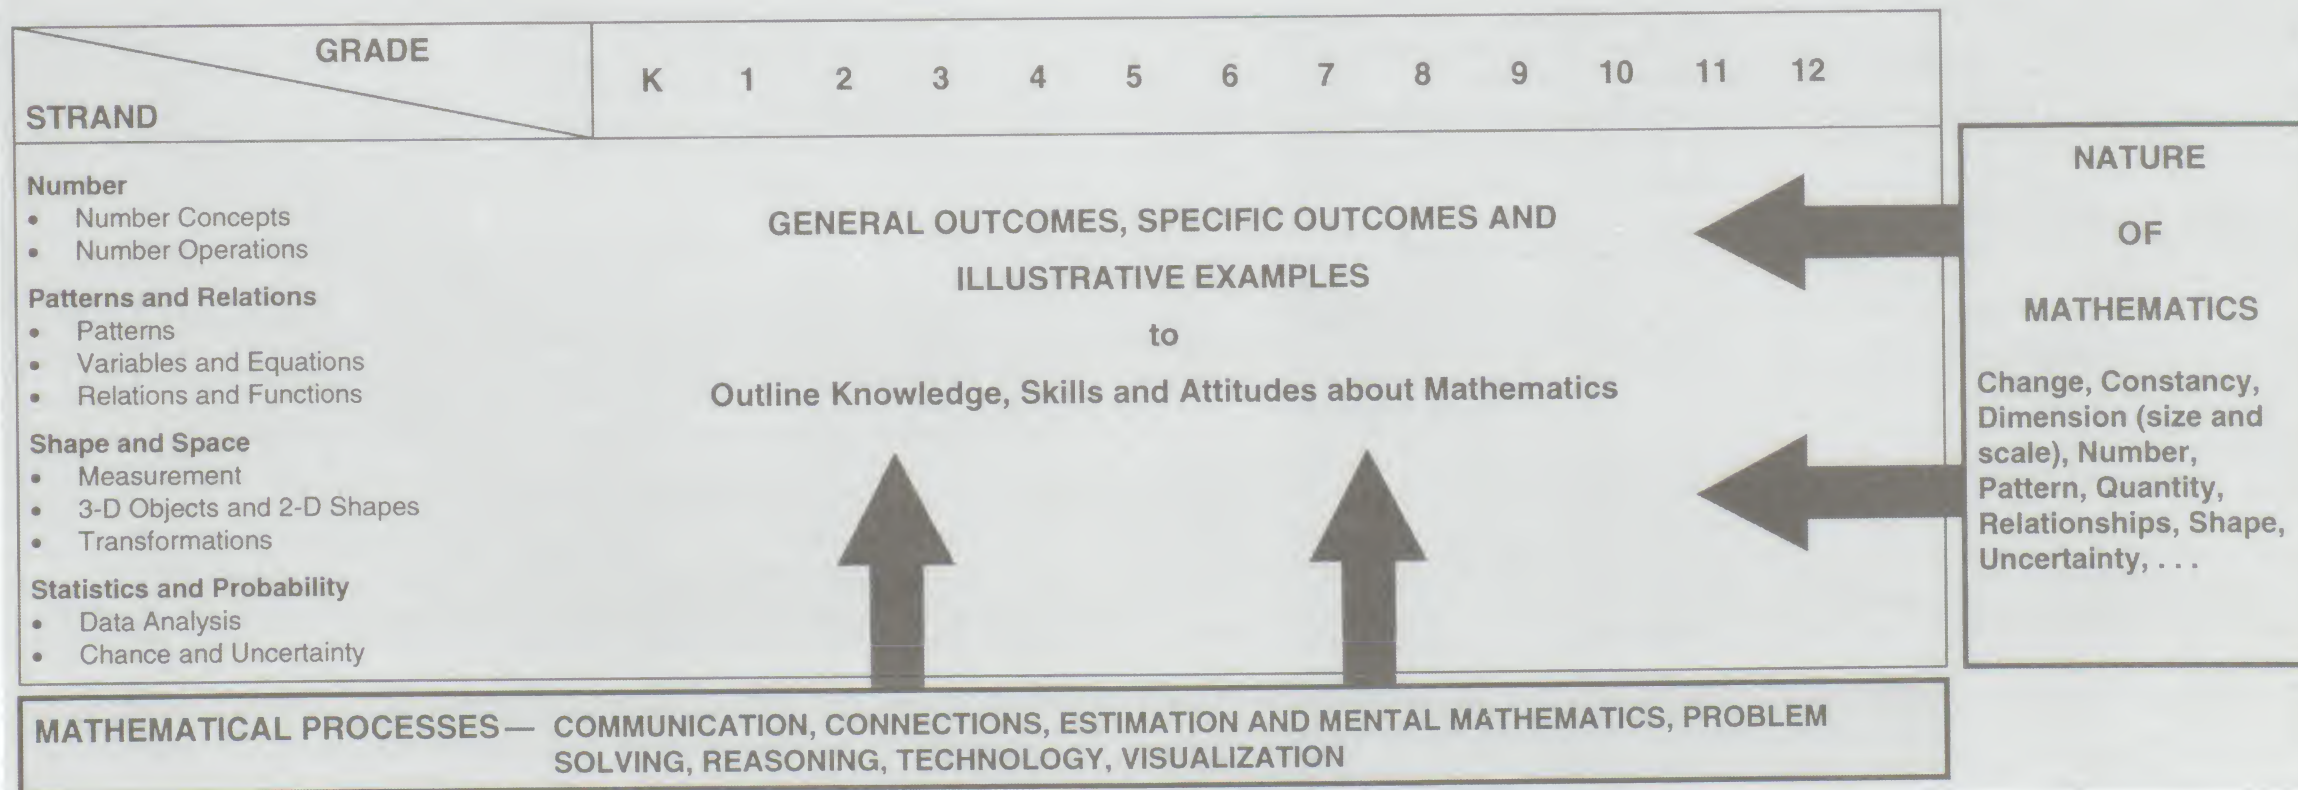 GRADE
STRAND
K 1 2 3 4 5 6 7 8 9 10 11 12
Number
• Number Concepts
• Number Operations
Patterns and Relations
• Patterns
• Variables and Equations
• Relations and Functions
Shape and Space
• Measurement
• 3-D Objects and 2-D Shapes
• Transformations
Statistics and Probability
• Data Analysis
• Chance and Uncertainty
GENERAL OUTCOMES, SPECIFIC OUTCOMES AND
ILLUSTRATIVE EXAMPLES
to
Outline Knowledge, Skills and Attitudes about Mathematics
NATURE
OF
MATHEMATICS
Change, Constancy,
Dimension (size and
scale), Number,
Pattern, Quantity,
Relationships, Shape,
Uncertainty, . . .
MATHEMATICAL PROCESSES— COMMUNICATION, CONNECTIONS, ESTIMATION AND MENTAL MATHEMATICS, PROBLEM
SOLVING, REASONING, TECHNOLOGY, VISUALIZATION